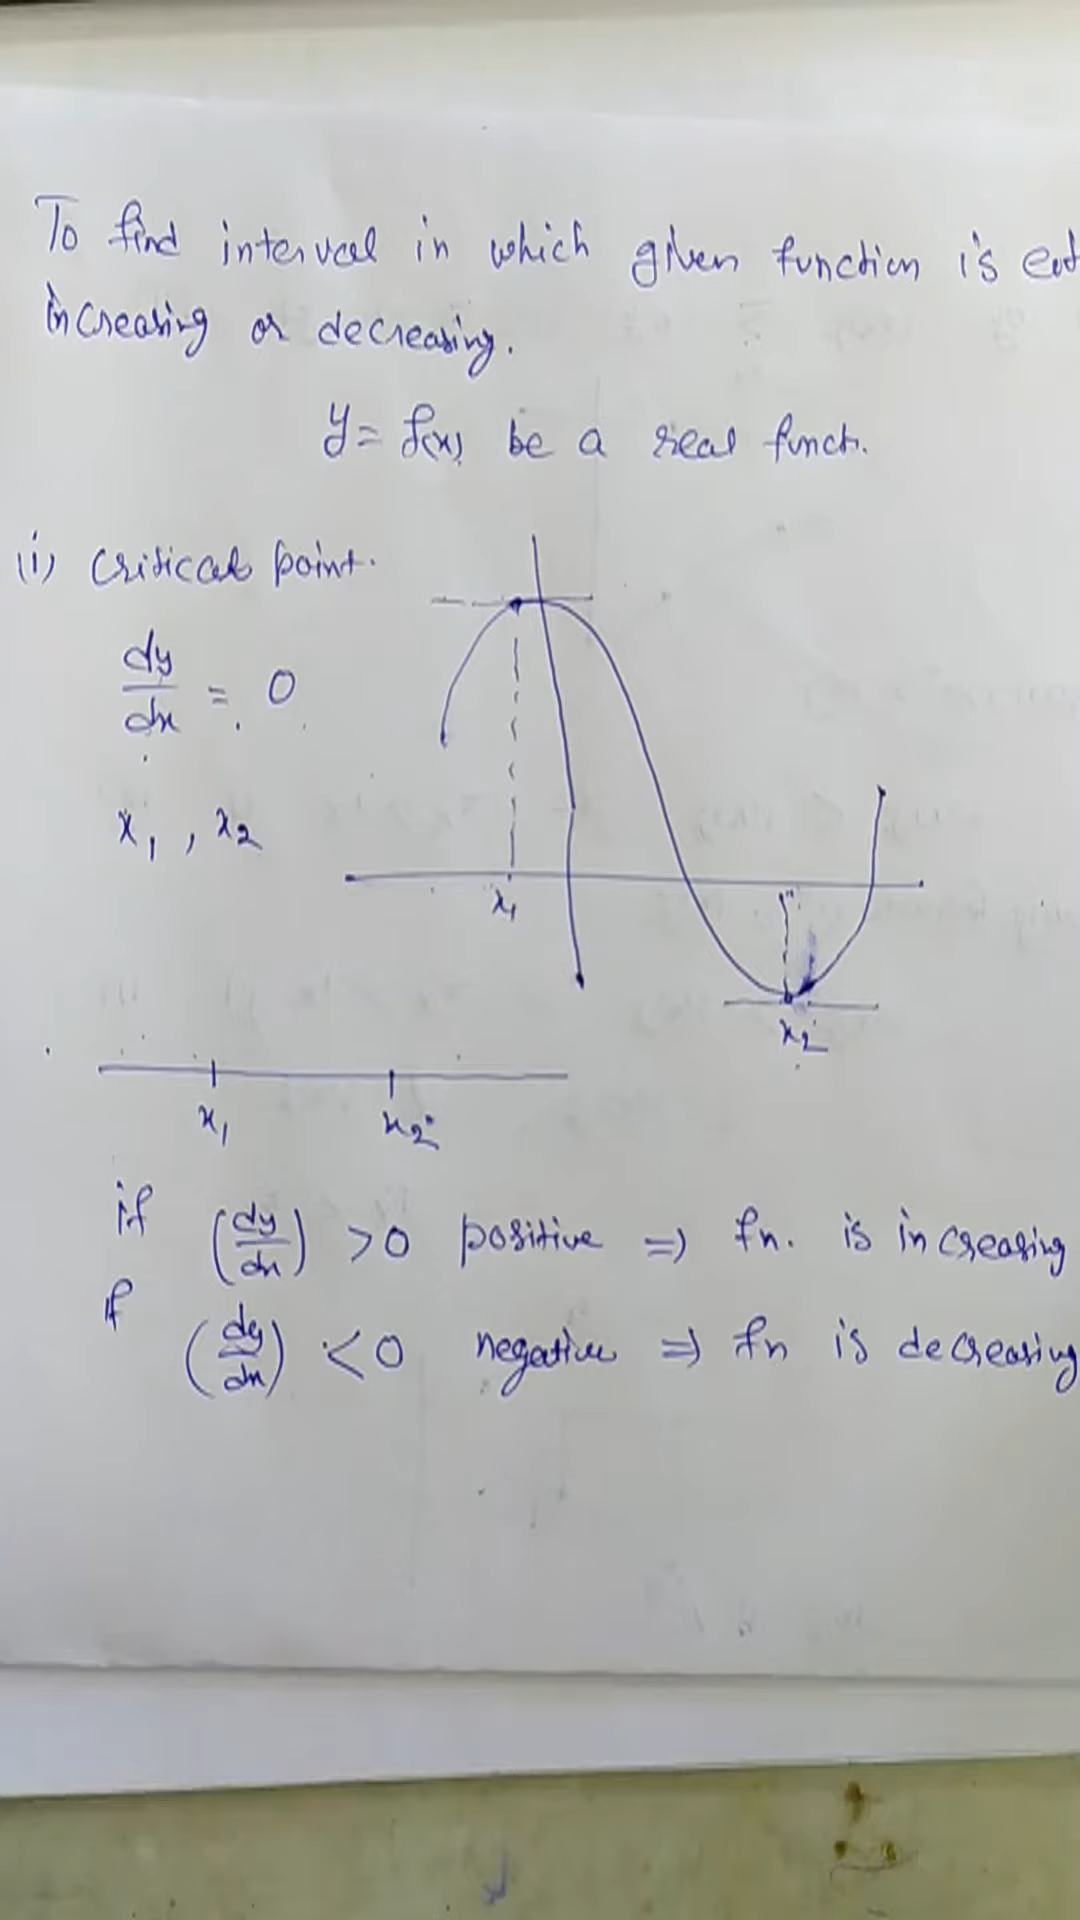 To find interval in which given function is
increasing or decreasing.
y = f(x) be a real funct.
(i) critical point.
dy/dx = 0
x₁, x₂
x₁
x₂
x₁ x₂
if (dy/dx) >0 positive ⇒ fn. is increasing
if (dy/dx) <0 negative ⇒ fn is decreasing